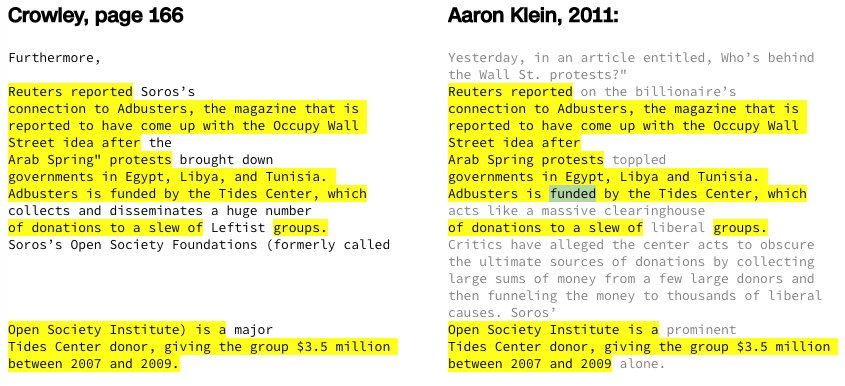 Crowley, page 166
Furthermore,
Reuters reported Soros’s
connection to Adbusters, the magazine that is
reported to have come up with the Occupy Wall
Street idea after the
Arab Spring" protests brought down
governments in Egypt, Libya, and Tunisia.
Adbusters is funded by the Tides Center, which
collects and disseminates a huge number
of donations to a slew of Leftist groups.
Soros’s Open Society Foundations (formerly called
Open Society Institute) is a major
Tides Center donor, giving the group $3.5 million
between 2007 and 2009.
Aaron Klein, 2011:
Yesterday, in an article entitled, Who’s behind
the Wall St. protests?"
Reuters reported on the billionaire’s
connection to Adbusters, the magazine that is
reported to have come up with the Occupy Wall
Street idea after
Arab Spring protests toppled
governments in Egypt, Libya and Tunisia.
Adbusters is funded by the Tides Center, which
acts like a massive clearinghouse
of donations to a slew of liberal groups.
Critics have alleged the center acts to obscure
the ultimate sources of donations by collecting
large sums of money from a few large donors and
then funneling the money to thousands of liberal
causes. Soros’
Open Society Institute is a prominent
Tides Center donor, giving the group $3.5 million
between 2007 and 2009 alone.